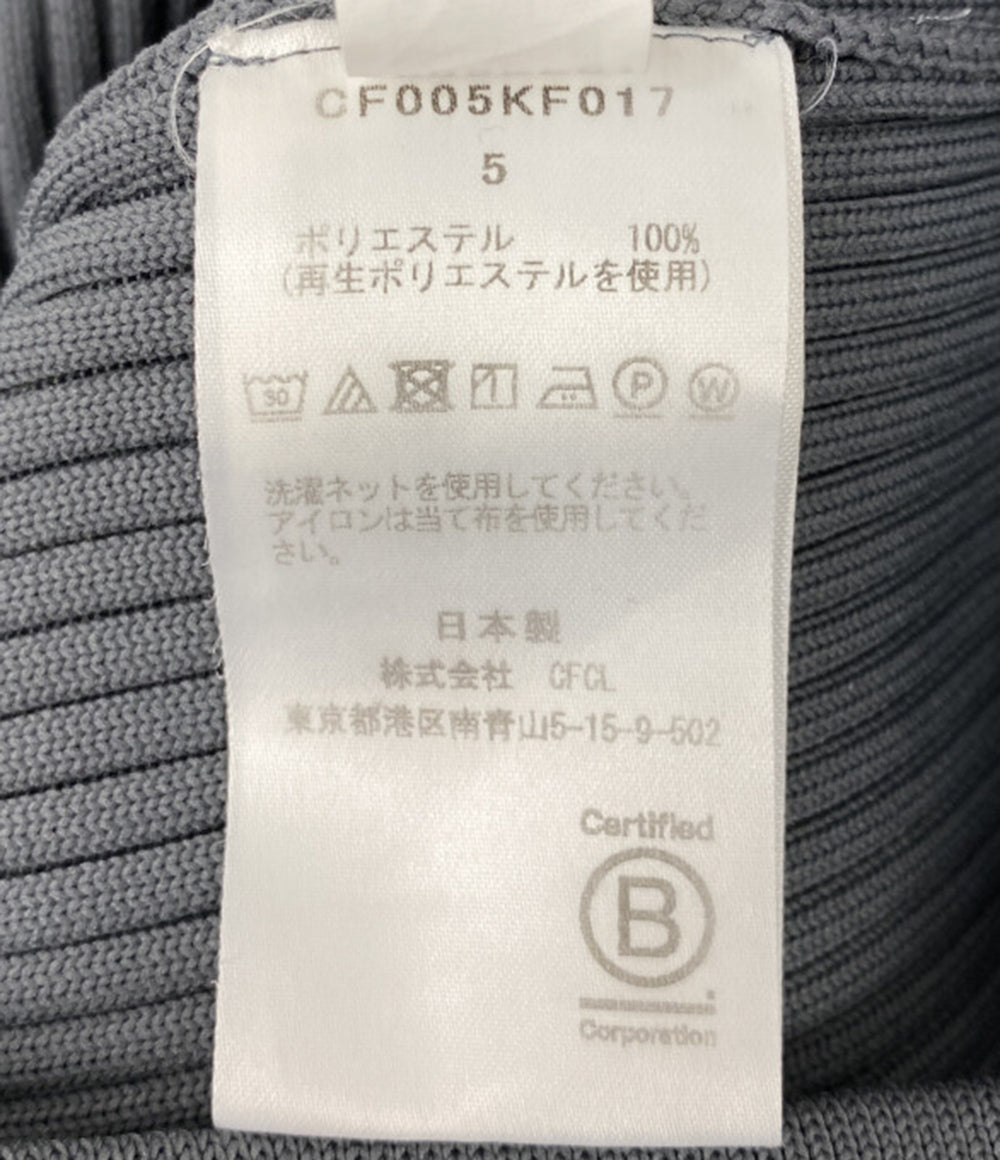 CF005KF017
5
ポリエステル 100%
(再生ポリエステルを使用)
30 P W
洗濯ネットを使用してください。
アイロンは当て布を使用してくだ
さい。
日本製
株式会社 CFCL
東京都港区南青山5-15-9-502
Certified
B
Corporation